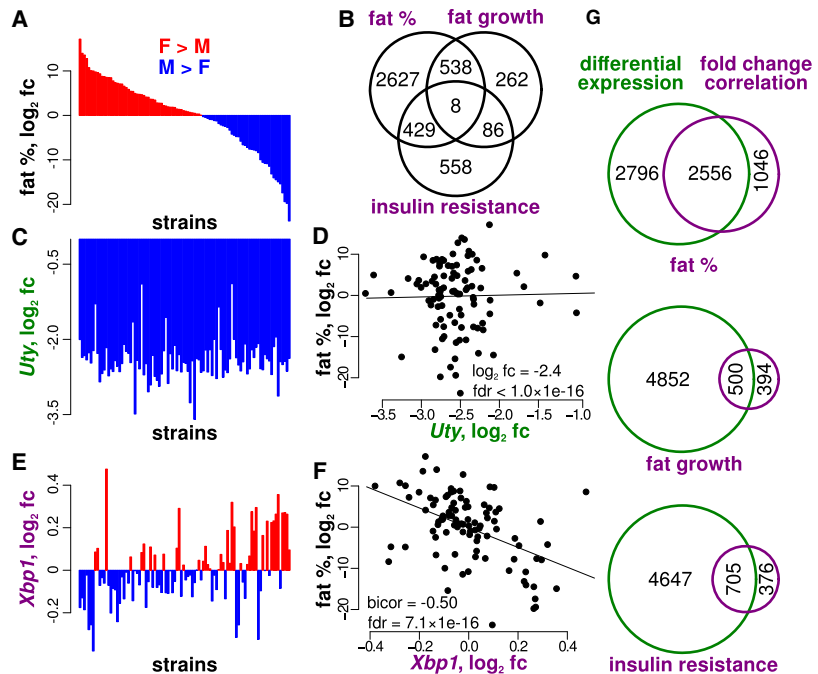 A
F > M
M > F
fat %, log2 fc
10
0
-10
-20
strains
B
fat %
fat growth
2627
538
262
8
429
86
558
insulin resistance
C
Uty, log2 fc
-0.5
-2.0
-3.5
strains
D
fat %, log2 fc
10
0
-10
-20
log2 fc = -2.4
fdr < 1.0×1e-16
-3.5
-3.0
-2.5
-2.0
-1.5
-1.0
Uty, log2 fc
E
Xbp1, log2 fc
0.4
0.2
0
-0.2
strains
F
fat %, log2 fc
10
0
-10
-20
bicor = -0.50
fdr = 7.1×1e-16
-0.4
-0.2
0.0
0.2
0.4
Xbp1, log2 fc
G
differential
expression
fold change
correlation
2796
2556
1046
fat %
4852
500
394
fat growth
4647
705
376
insulin resistance